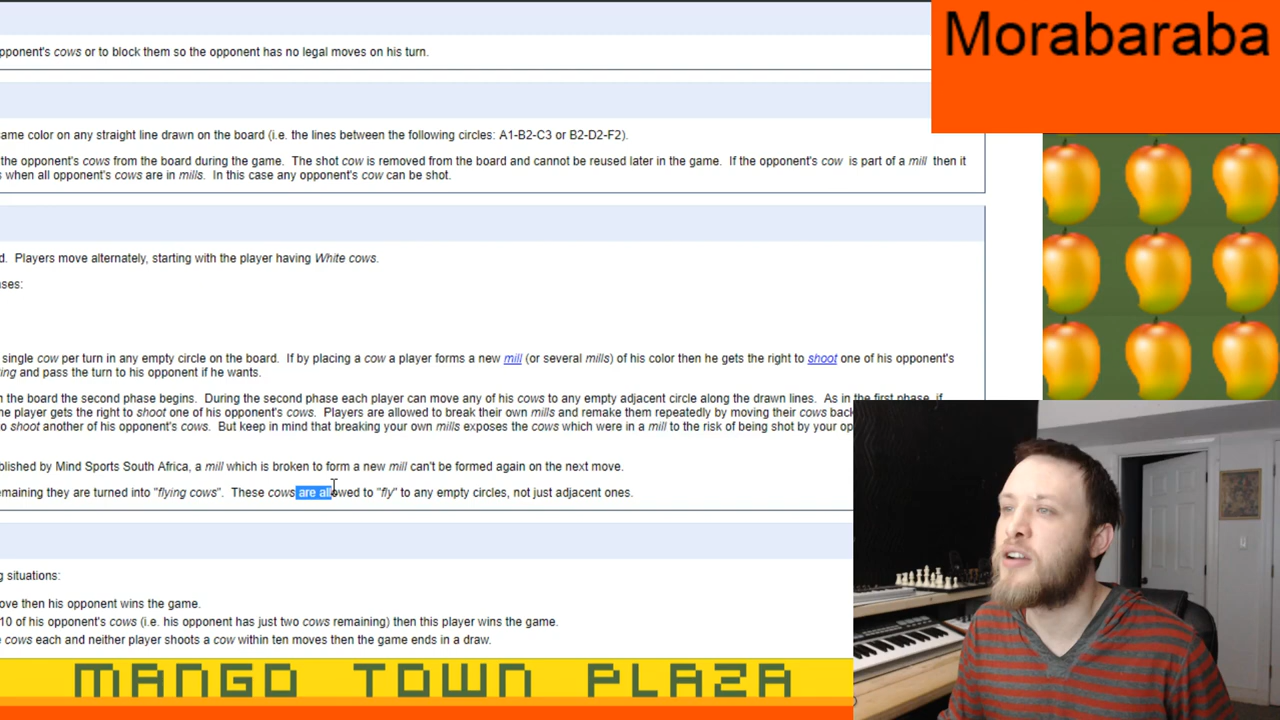 Morabaraba
pponent's cows or to block them so the opponent has no legal moves on his turn.
ame color on any straight line drawn on the board (i.e. the lines between the following circles: A1-B2-C3 or B2-D2-F2).
the opponent's cows from the board during the game. The shot cow is removed from the board and cannot be reused later in the game. If the opponent's cow is part of a mill then it
when all opponent's cows are in mills. In this case any opponent's cow can be shot.
d. Players move alternately, starting with the player having White cows.
ses:
single cow per turn in any empty circle on the board. If by placing a cow a player forms a new mill (or several mills) of his color then he gets the right to shoot one of his opponent's
ing and pass the turn to his opponent if he wants.
the board the second phase begins. During the second phase each player can move any of his cows to any empty adjacent circle along the drawn lines. As in the first phase, if
e player gets the right to shoot one of his opponent's cows. Players are allowed to break their own mills and remake them repeatedly by moving their cows back
o shoot another of his opponent's cows. But keep in mind that breaking your own mills exposes the cows which were in a mill to the risk of being shot by your op
blished by Mind Sports South Africa, a mill which is broken to form a new mill can't be formed again on the next move.
emaining they are turned into "flying cows". These cows are allowed to "fly" to any empty circles, not just adjacent ones.
g situations:
ove then his opponent wins the game.
10 of his opponent's cows (i.e. his opponent has just two cows remaining) then this player wins the game.
cows each and neither player shoots a cow within ten moves then the game ends in a draw.
MANGO TOWN PLAZA